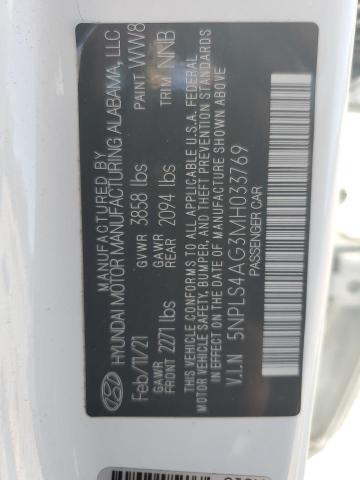 MANUFACTURED BY
HYUNDAI MOTOR MANUFACTURING ALABAMA, LLC
Feb/11/21 GVWR 3858 lbs PAINT WW8
GAWR FRONT 2271 lbs GAWR REAR 2094 lbs TRIM NNB
THIS VEHICLE CONFORMS TO ALL APPLICABLE U.S.A. FEDERAL
MOTOR VEHICLE SAFETY, BUMPER, AND THEFT PREVENTION STANDARDS
IN EFFECT ON THE DATE OF MANUFACTURE SHOWN ABOVE
V.I.N 5NPLS4AG3MH033769
PASSENGER CAR